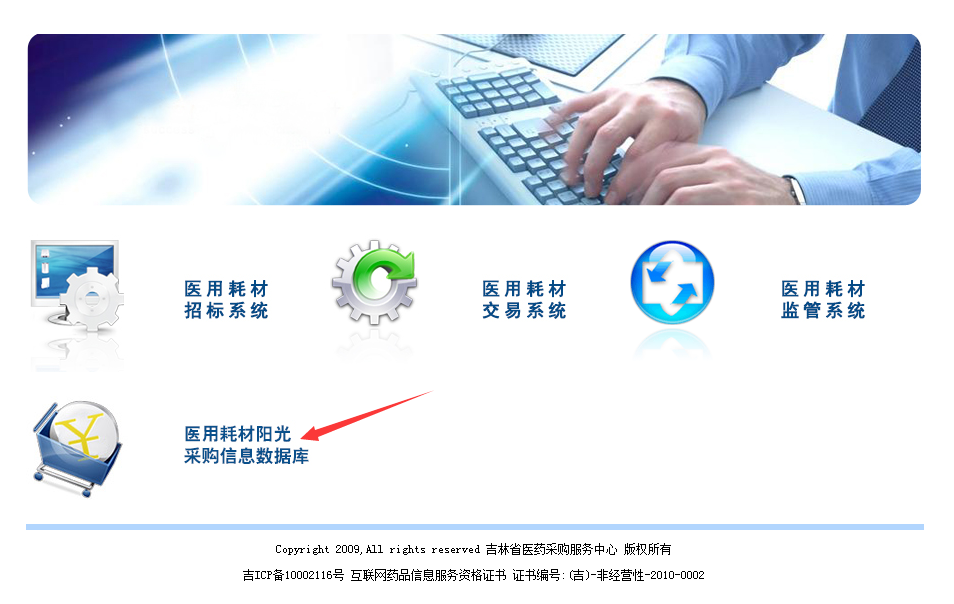 医用耗材
招标系统
医用耗材
交易系统
医用耗材
监管系统
医用耗材阳光
采购信息数据库
Copyright 2009,All rights reserved 吉林省医药采购服务中心 版权所有
吉ICP备10002116号 互联网药品信息服务资格证书 证书编号:(吉)-非经营性-2010-0002